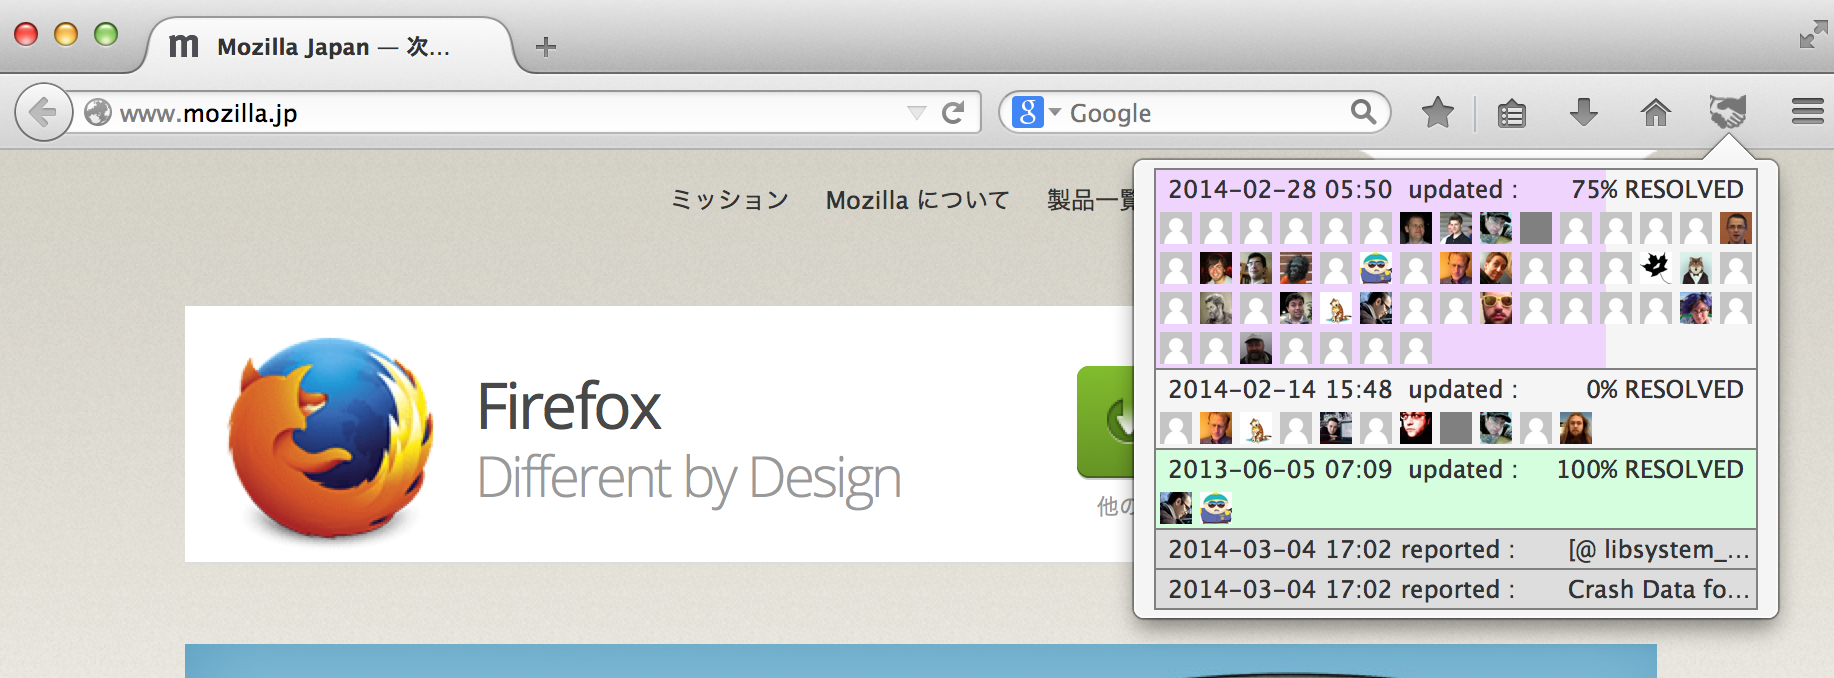 m Mozilla Japan — 次...
www.mozilla.jp
g Google
ミッション Mozilla について 製品一覧
Firefox
Different by Design
他の
2014-02-28 05:50 updated : 75% RESOLVED
2014-02-14 15:48 updated : 0% RESOLVED
2013-06-05 07:09 updated : 100% RESOLVED
2014-03-04 17:02 reported : [@ libsystem_...
2014-03-04 17:02 reported : Crash Data fo...